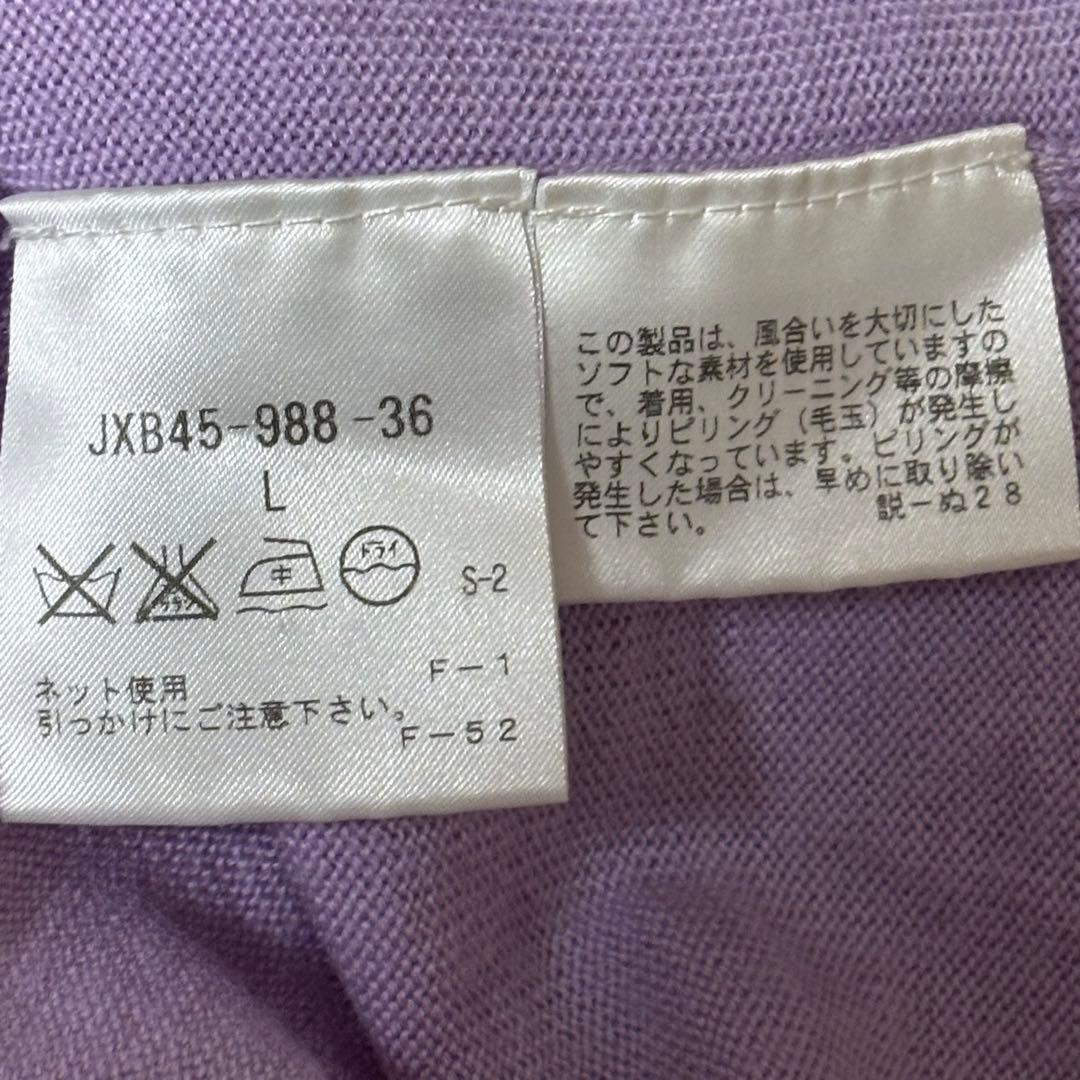 JXB45-988-36
L
中
ドライ
S-2
F-1
ネット使用
引っかけにご注意下さい。
F-52
この製品は、風合いを大切にした
ソフトな素材を使用していますの
で、着用、クリーニング等の摩擦
によりピリング（毛玉）が発生し
やすくなっています。ピリングが
発生した場合は、早めに取り除い
て下さい。
説－ぬ28